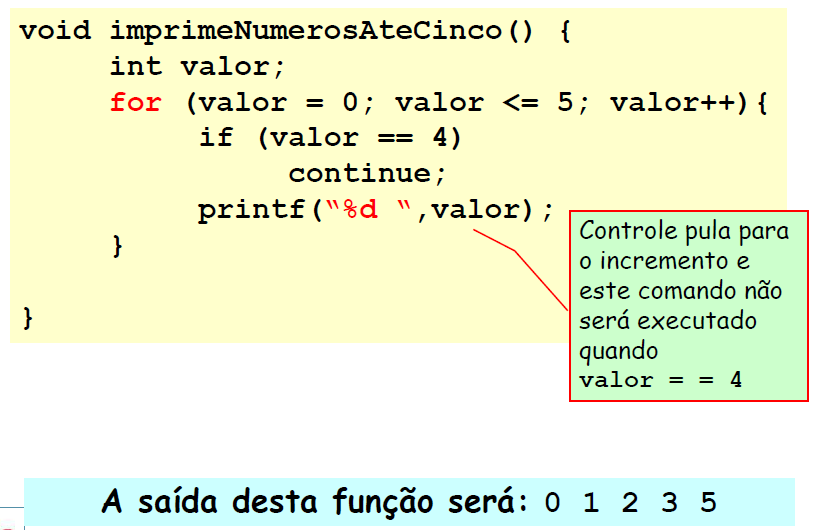 void imprimeNumerosAteCinco() {
int valor;
for (valor = 0; valor <= 5; valor++){
if (valor == 4)
continue;
printf(“%d “,valor);
}
}
Controle pula para
o incremento e
este comando não
será executado
quando
valor = = 4
A saída desta função será: 0 1 2 3 5